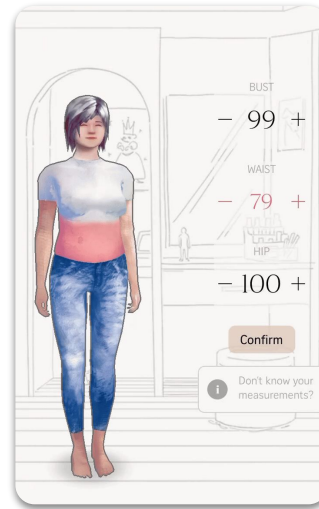 BUST
− 99 +
WAIST
− 79 +
HIP
− 100 +
Confirm
i
Don't know your
measurements?